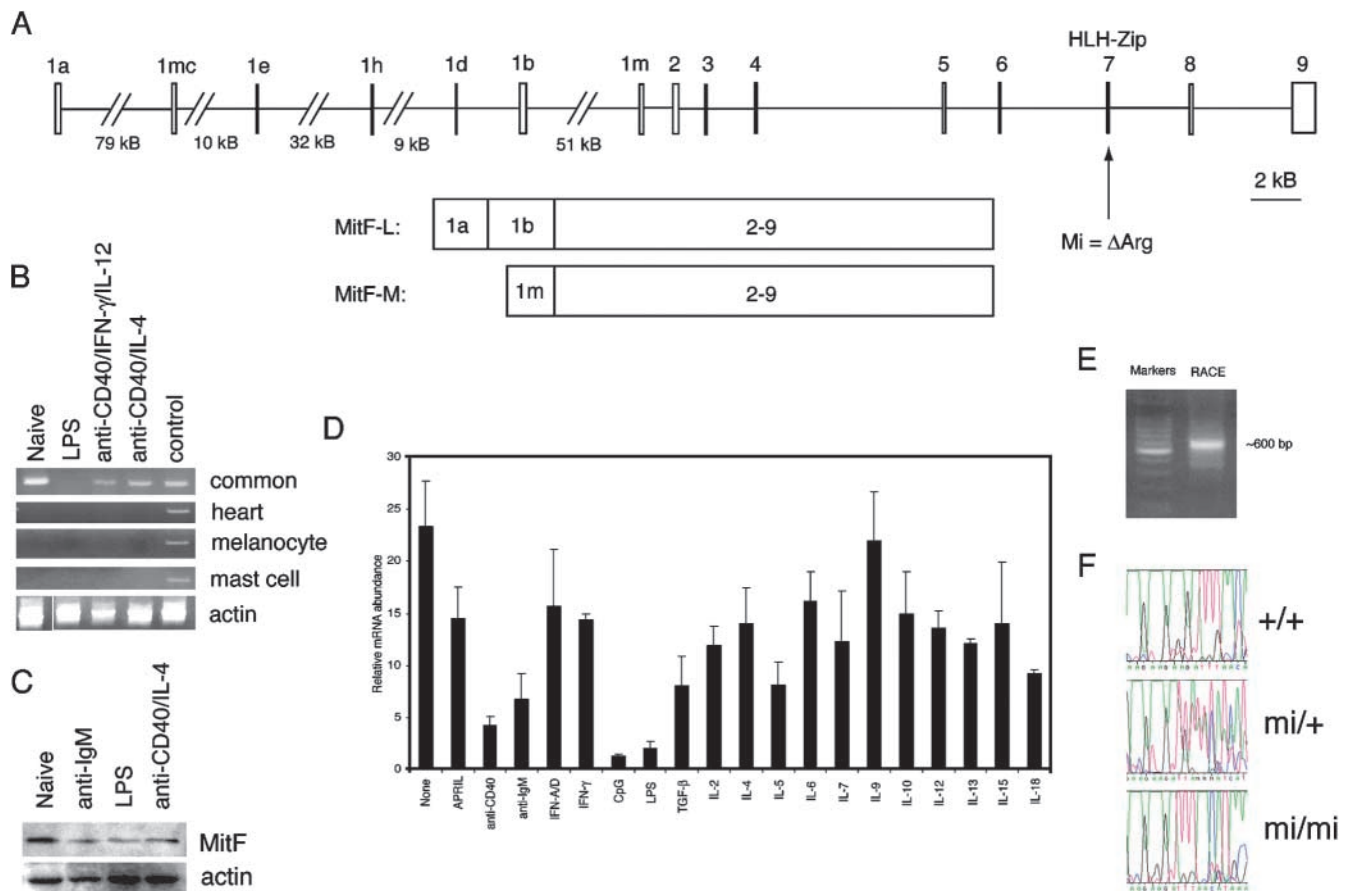 A
HLH-Zip
1a 1mc 1e 1h 1d 1b 1m 2 3 4 5 6 7 8 9
79 kB 10 kB 32 kB 9 kB 51 kB
2 kB
MitF-L: 1a 1b 2-9
Mi = ΔArg
MitF-M: 1m 2-9
B
Naive
LPS
anti-CD40/IFN-γ/IL-12
anti-CD40/IL-4
control
common
heart
melanocyte
mast cell
actin
C
Naive
anti-IgM
LPS
anti-CD40/IL-4
MitF
actin
D
Relative mRNA abundance
30
25
20
15
10
5
0
None
APRIL
anti-CD40
anti-IgM
IFN-A/D
IFN-γ
CpG
LPS
TGF-β
IL-2
IL-4
IL-5
IL-6
IL-7
IL-9
IL-10
IL-12
IL-13
IL-15
IL-18
E
Markers RACE
~600 bp
F
+/+
mi/+
mi/mi